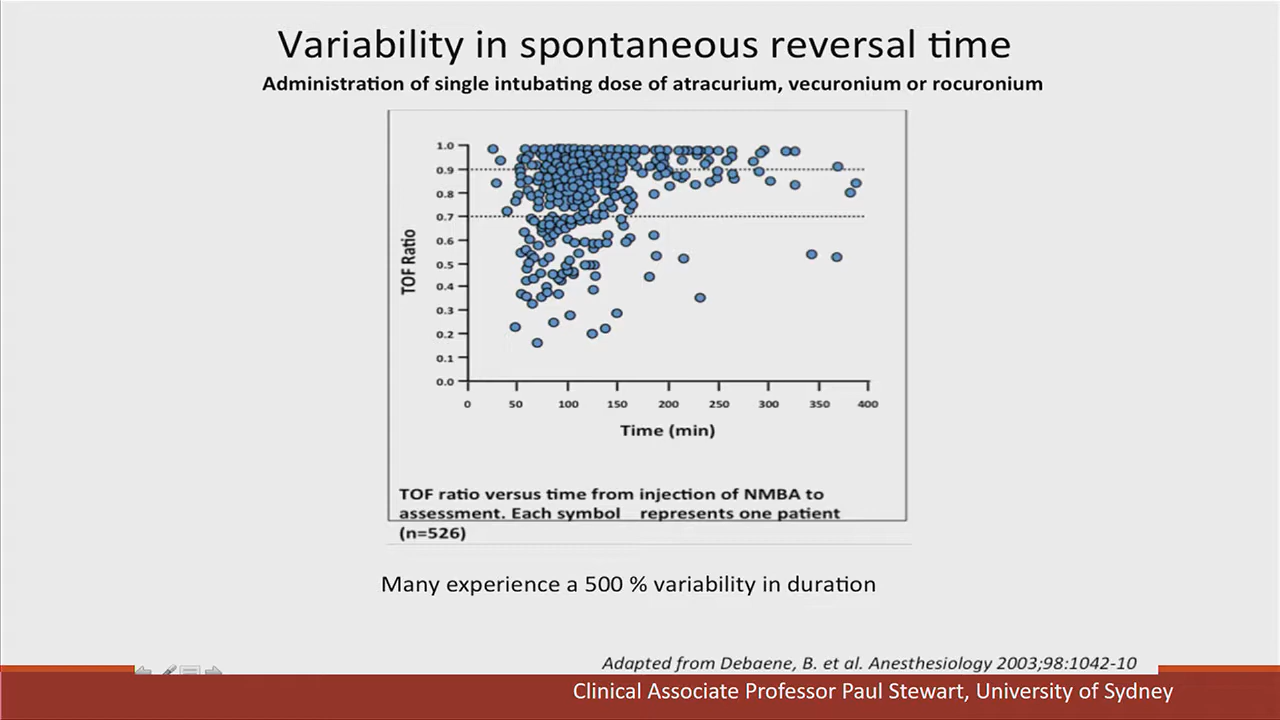 Variability in spontaneous reversal time
Administration of single intubating dose of atracurium, vecuronium or rocuronium
1.0
0.9
0.8
0.7
0.6
0.5
0.4
0.3
0.2
0.1
0.0
TOF Ratio
0 50 100 150 200 250 300 350 400
Time (min)
TOF ratio versus time from injection of NMBA to
assessment. Each symbol represents one patient
(n=526)
Many experience a 500 % variability in duration
Adapted from Debaene, B. et al. Anesthesiology 2003;98:1042-10
Clinical Associate Professor Paul Stewart, University of Sydney